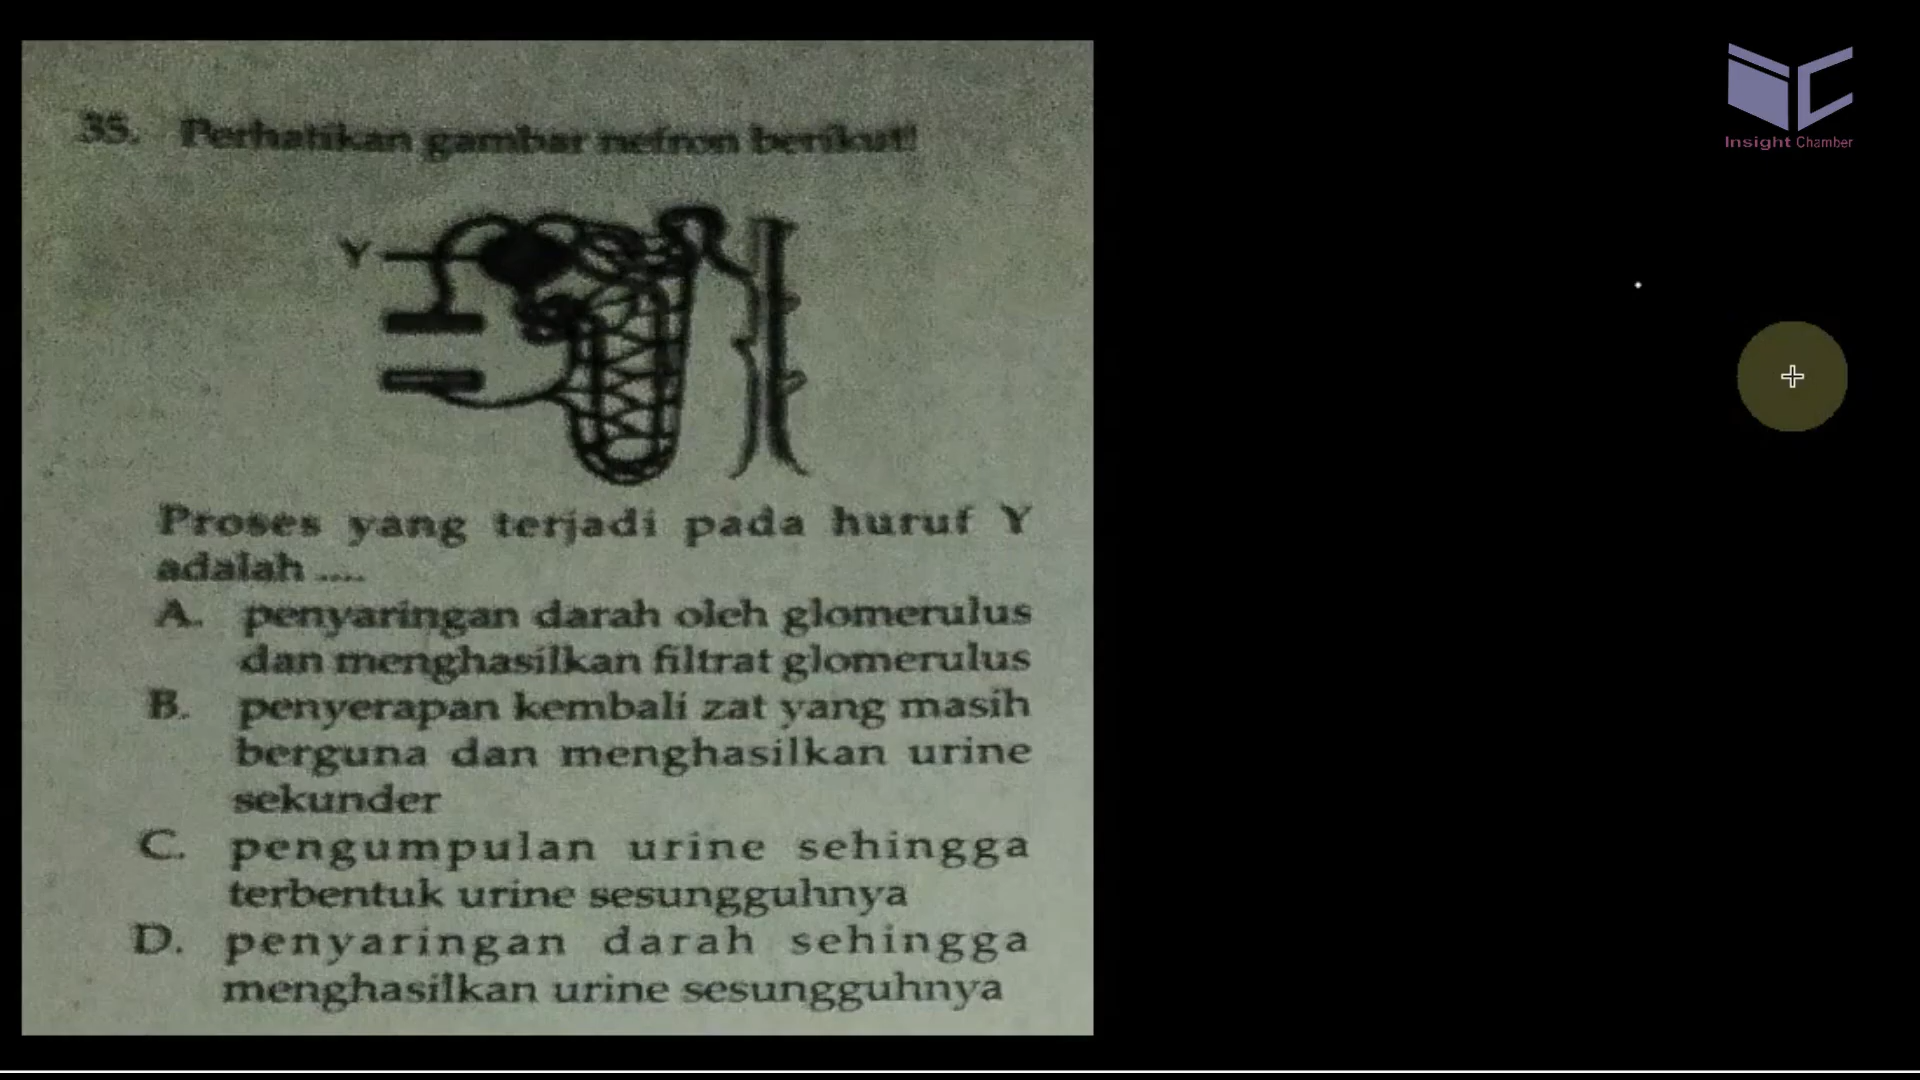 Insight Chamber
35. Perhatikan gambar nefron berikut!
Y
Proses yang terjadi pada huruf Y
adalah ....
A. penyaringan darah oleh glomerulus
dan menghasilkan filtrat glomerulus
B. penyerapan kembali zat yang masih
berguna dan menghasilkan urine
sekunder
C. pengumpulan urine sehingga
terbentuk urine sesungguhnya
D. penyaringan darah sehingga
menghasilkan urine sesungguhnya